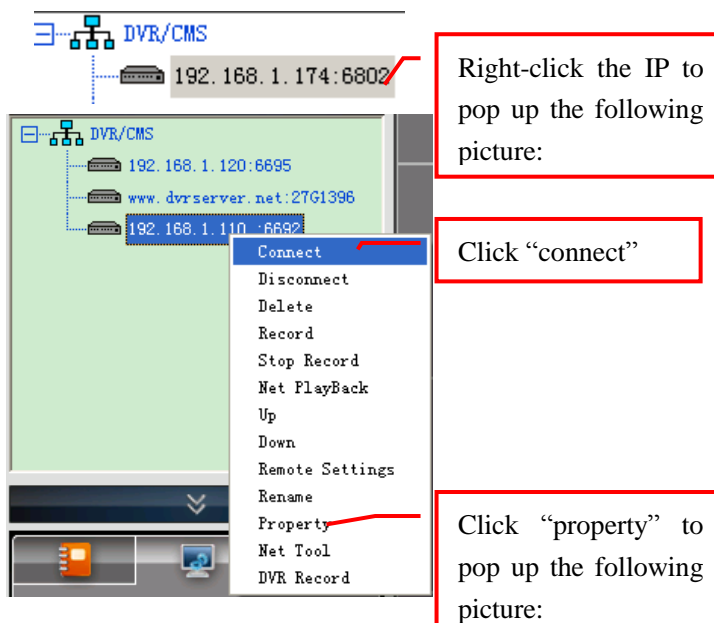 DVR/CMS
192.168.1.174:6802
Right-click the IP to
pop up the following
picture:
DVR/CMS
192.168.1.120:6695
www.dvrserver.net:27G1396
192.168.1.110 :6692
Connect
Disconnect
Delete
Record
Stop Record
Net PlayBack
Up
Down
Remote Settings
Rename
Property
Net Tool
DVR Record
Click “connect”
Click “property” to
pop up the following
picture: